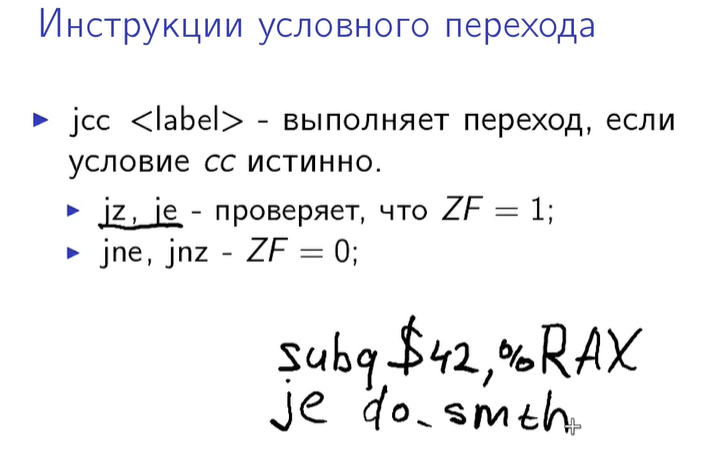 Инструкции условного перехода
jcc <label> - выполняет переход, если
условие cc истинно.
jz, je - проверяет, что ZF = 1;
jne, jnz - ZF = 0;
subq $42,%RAX
je do_smth